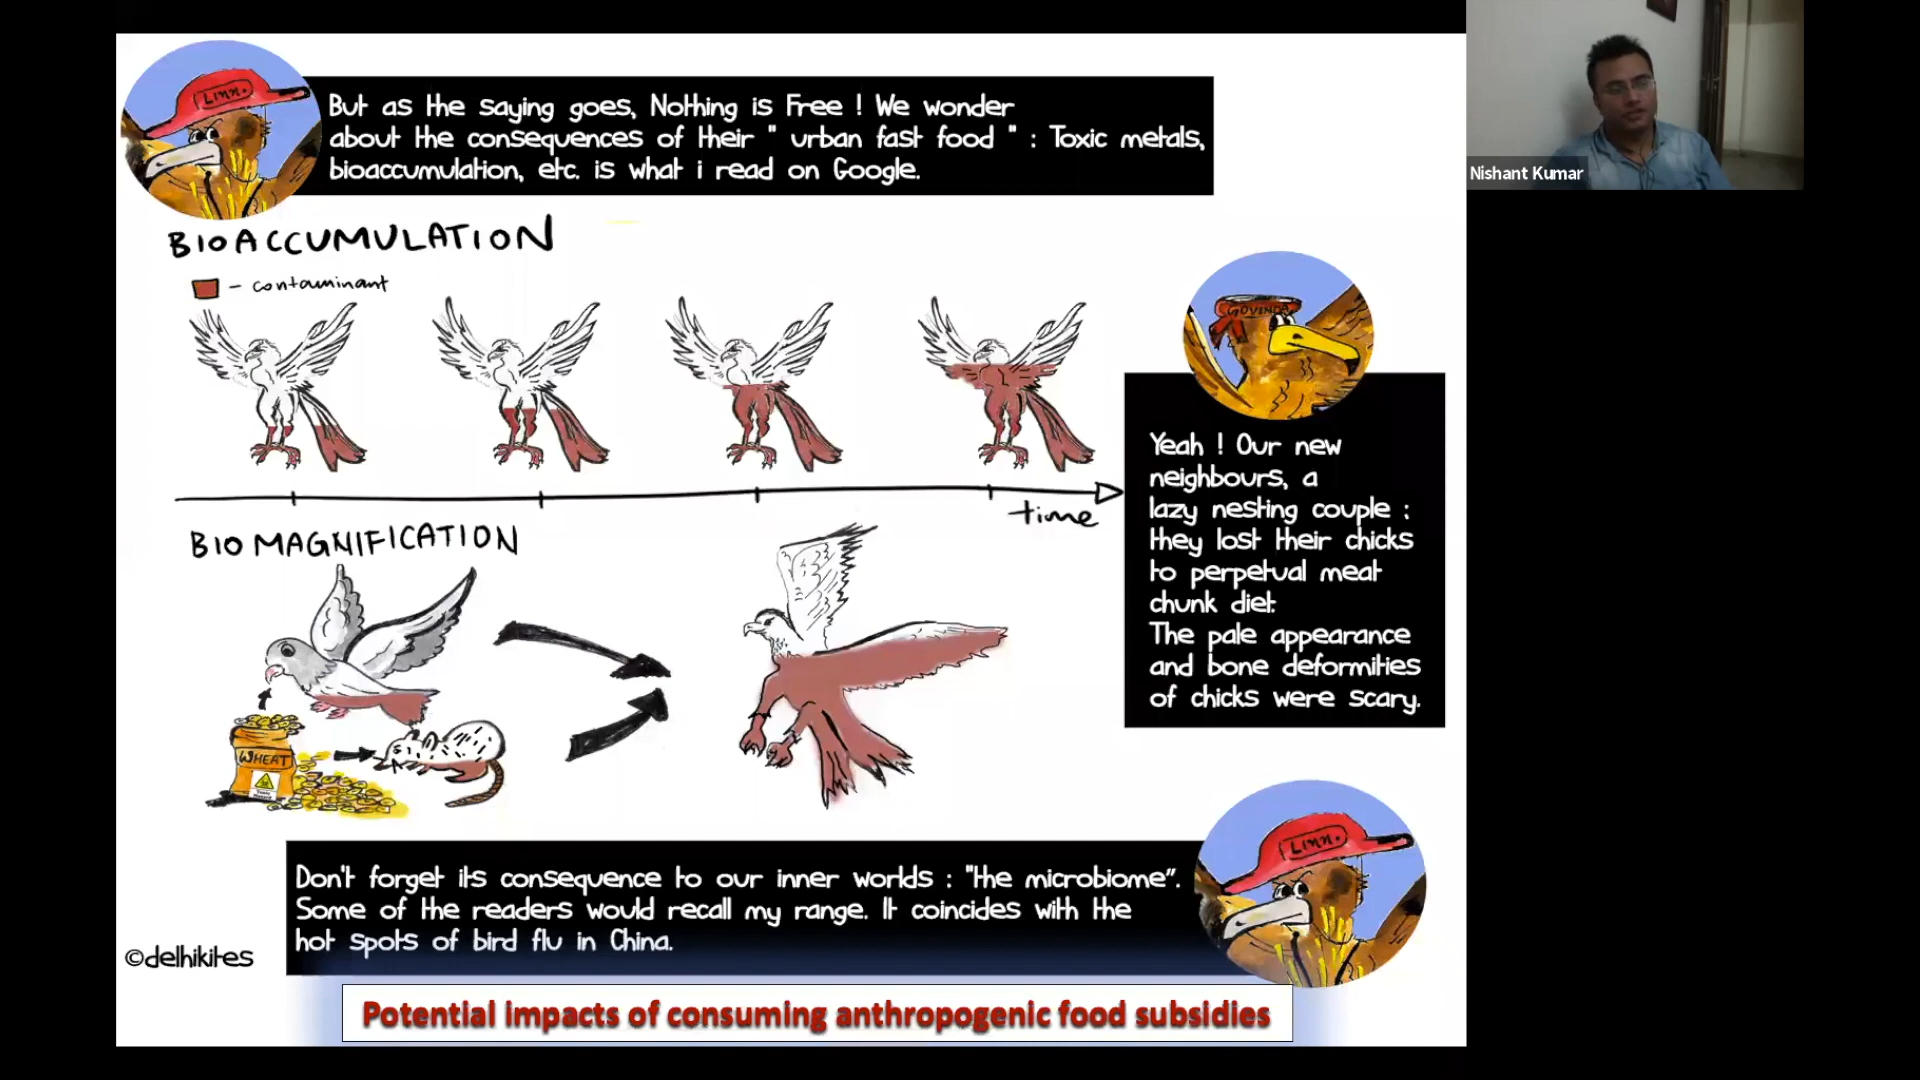 Linn.
But as the saying goes, Nothing is Free ! We wonder
about the consequences of their " urban fast food " : Toxic metals,
bioaccumulation, etc. is what i read on Google.
Nishant Kumar
BIOACCUMULATION
- contaminant
GOVINDA
Yeah ! Our new
neighbours, a
lazy nesting couple :
they lost their chicks
to perpetual meat
chunk diet.
The pale appearance
and bone deformities
of chicks were scary.
time
BIOMAGNIFICATION
WHEAT
Linn.
Don't forget its consequence to our inner worlds : "the microbiome".
Some of the readers would recall my range. It coincides with the
hot spots of bird flu in China.
©delhikites
Potential impacts of consuming anthropogenic food subsidies